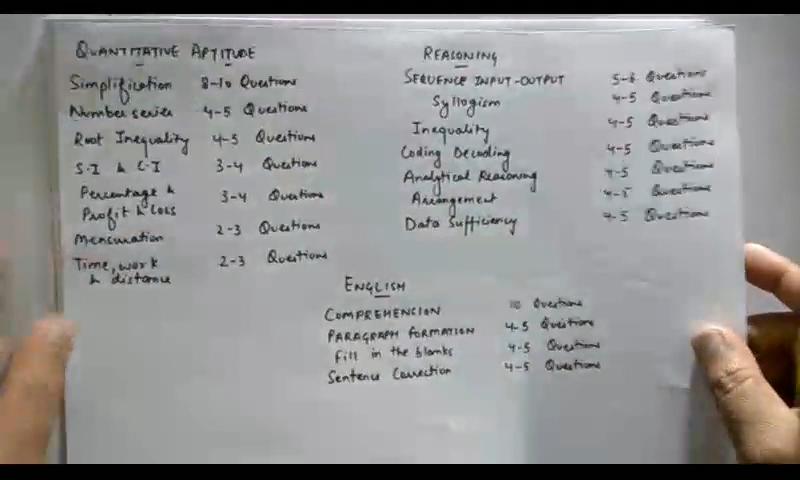 QUANTITATIVE APTITUDE
Simplification 8-10 Questions
Number series 4-5 Questions
Root Inequality 4-5 Questions
S.I & C.I 3-4 Questions
Percentage &
Profit & Loss 3-4 Questions
Mensuration 2-3 Questions
Time, work
& distance 2-3 Questions
REASONING
SEQUENCE INPUT-OUTPUT Questions
Syllogism 4-5 Questions
Inequality 4-5 Questions
Coding Decoding 4-5 Questions
Analytical Reasoning 4-5 Questions
Arrangement 4-5 Questions
Data Sufficiency 4-5 Questions
ENGLISH
COMPREHENCION 10 Questions
PARAGRAPH FORMATION 4-5 Questions
Fill in the blanks 4-5 Questions
Sentence Correction 4-5 Questions